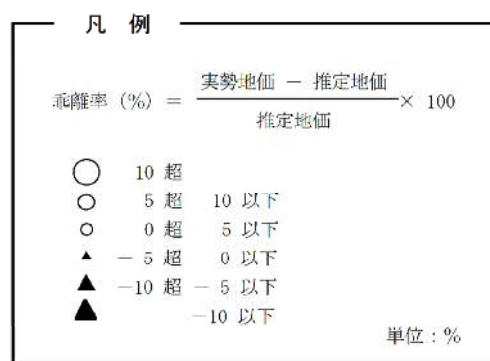 凡 例
乖離率 (%) = 実勢地価 － 推定地価 / 推定地価 × 100
○ 10 超
○ 5 超 10 以下
○ 0 超 5 以下
▲ － 5 超 0 以下
▲ －10 超 － 5 以下
▲ －10 以下
単位：%